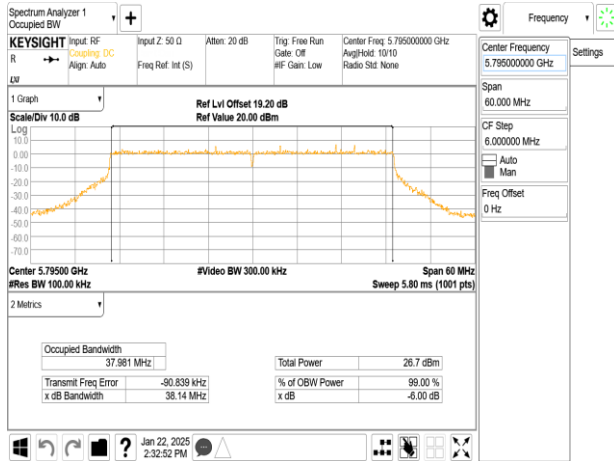 Spectrum Analyzer 1
Occupied BW
Frequency
KEYSIGHT
R
Input: RF
Coupling: DC
Align: Auto
Input Z: 50 Ω
Freq Ref: Int (S)
Atten: 20 dB
Trig: Free Run
Gate: Off
#IF Gain: Low
Center Freq: 5.795000000 GHz
Avg|Hold: 10/10
Radio Std: None
LXI
Center Frequency
5.795000000 GHz
Settings
Span
60.000 MHz
CF Step
6.000000 MHz
Auto
Man
Freq Offset
0 Hz
1 Graph
Scale/Div 10.0 dB
Ref Lvl Offset 19.20 dB
Ref Value 20.00 dBm
Log
10.0
0.00
-10.0
-20.0
-30.0
-40.0
-50.0
-60.0
-70.0
Center 5.79500 GHz
#Res BW 100.00 kHz
#Video BW 300.00 kHz
Span 60 MHz
Sweep 5.80 ms (1001 pts)
2 Metrics
Occupied Bandwidth
37.981 MHz
Transmit Freq Error -90.839 kHz
x dB Bandwidth 38.14 MHz
Total Power 26.7 dBm
% of OBW Power 99.00 %
x dB -6.00 dB
Jan 22, 2025
2:32:52 PM